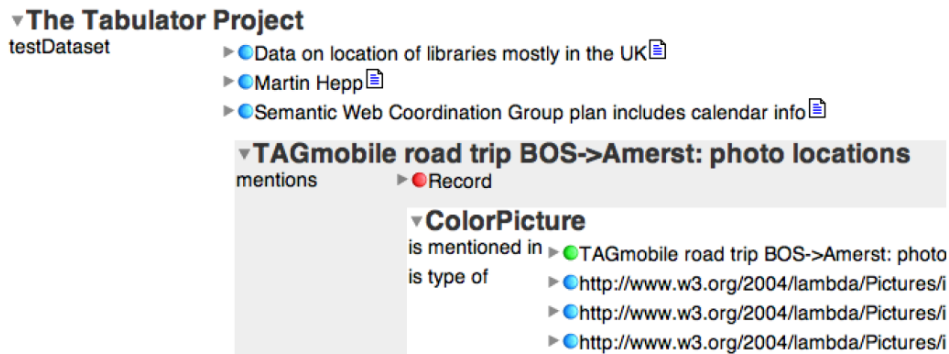 The Tabulator Project
testDataset Data on location of libraries mostly in the UK
Martin Hepp
Semantic Web Coordination Group plan includes calendar info
TAGmobile road trip BOS->Amerst: photo locations
mentions Record
ColorPicture
is mentioned in TAGmobile road trip BOS->Amerst: photo
is type of http://www.w3.org/2004/lambda/Pictures/i
http://www.w3.org/2004/lambda/Pictures/i
http://www.w3.org/2004/lambda/Pictures/i